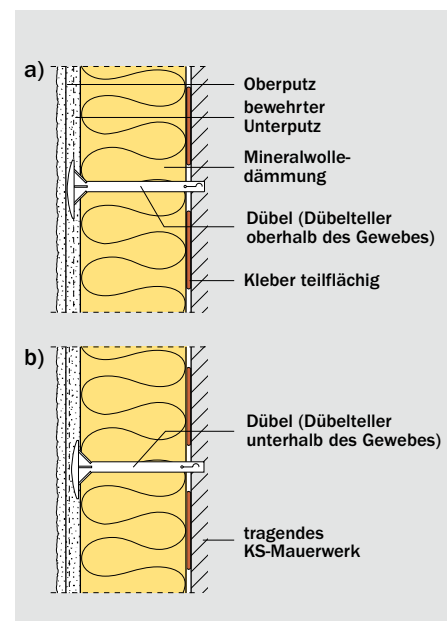 a)
Oberputz
bewehrter
Unterputz
Mineralwolle-
dämmung
Dübel (Dübelteller
oberhalb des Gewebes)
Kleber teilflächig
b)
Dübel (Dübelteller
unterhalb des Gewebes)
tragendes
KS-Mauerwerk